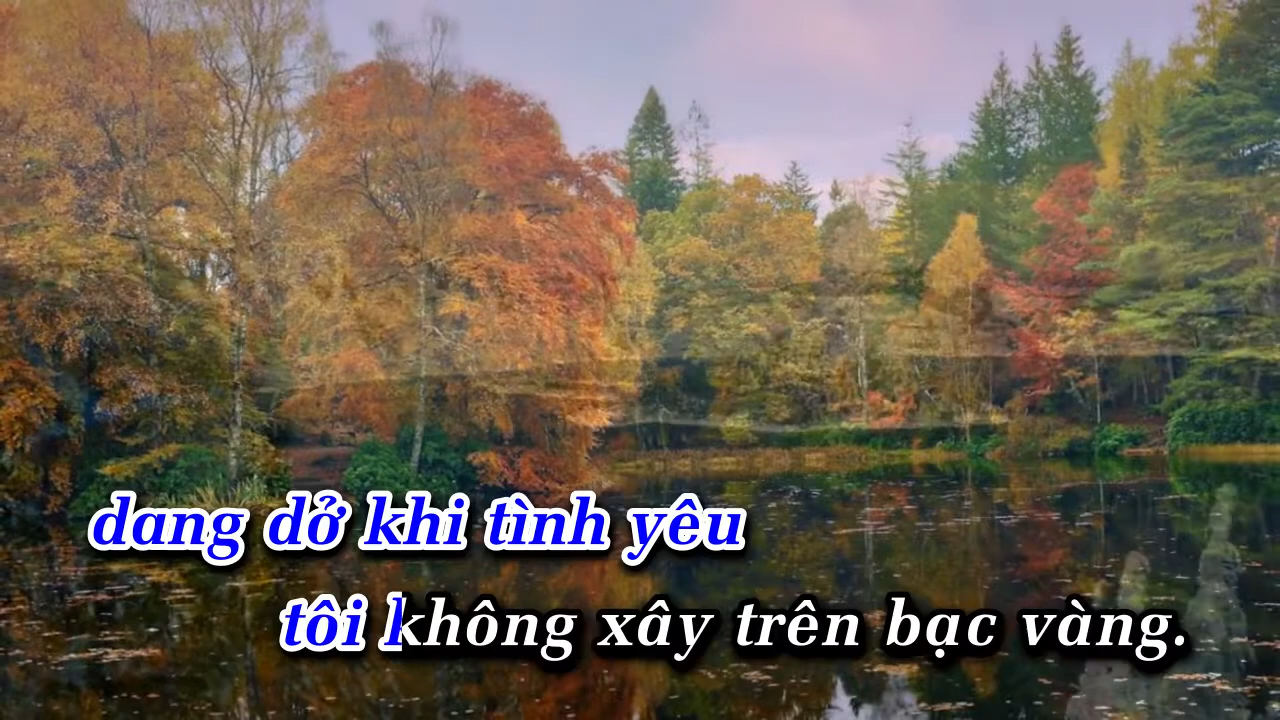 dang dở khi tình yêu
tôi không xây trên bạc vàng.